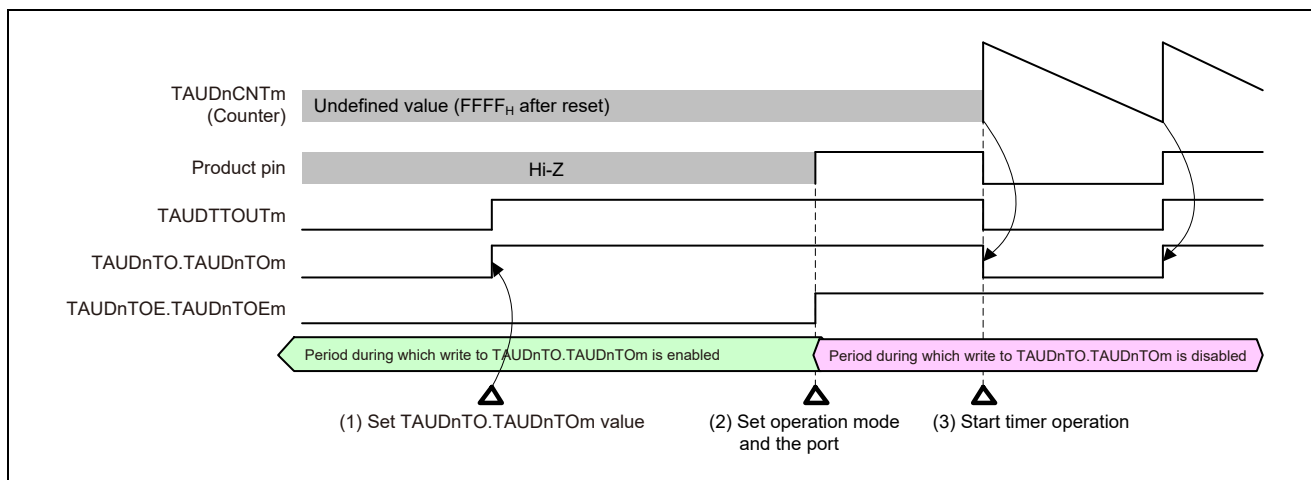 TAUDnCNTm
(Counter)
Undefined value (FFFFH after reset)
Product pin
Hi-Z
TAUDTTOUTm
TAUDnTO.TAUDnTOm
TAUDnTOE.TAUDnTOEm
Period during which write to TAUDnTO.TAUDnTOm is enabled
Period during which write to TAUDnTO.TAUDnTOm is disabled
(1) Set TAUDnTO.TAUDnTOm value
(2) Set operation mode
and the port
(3) Start timer operation